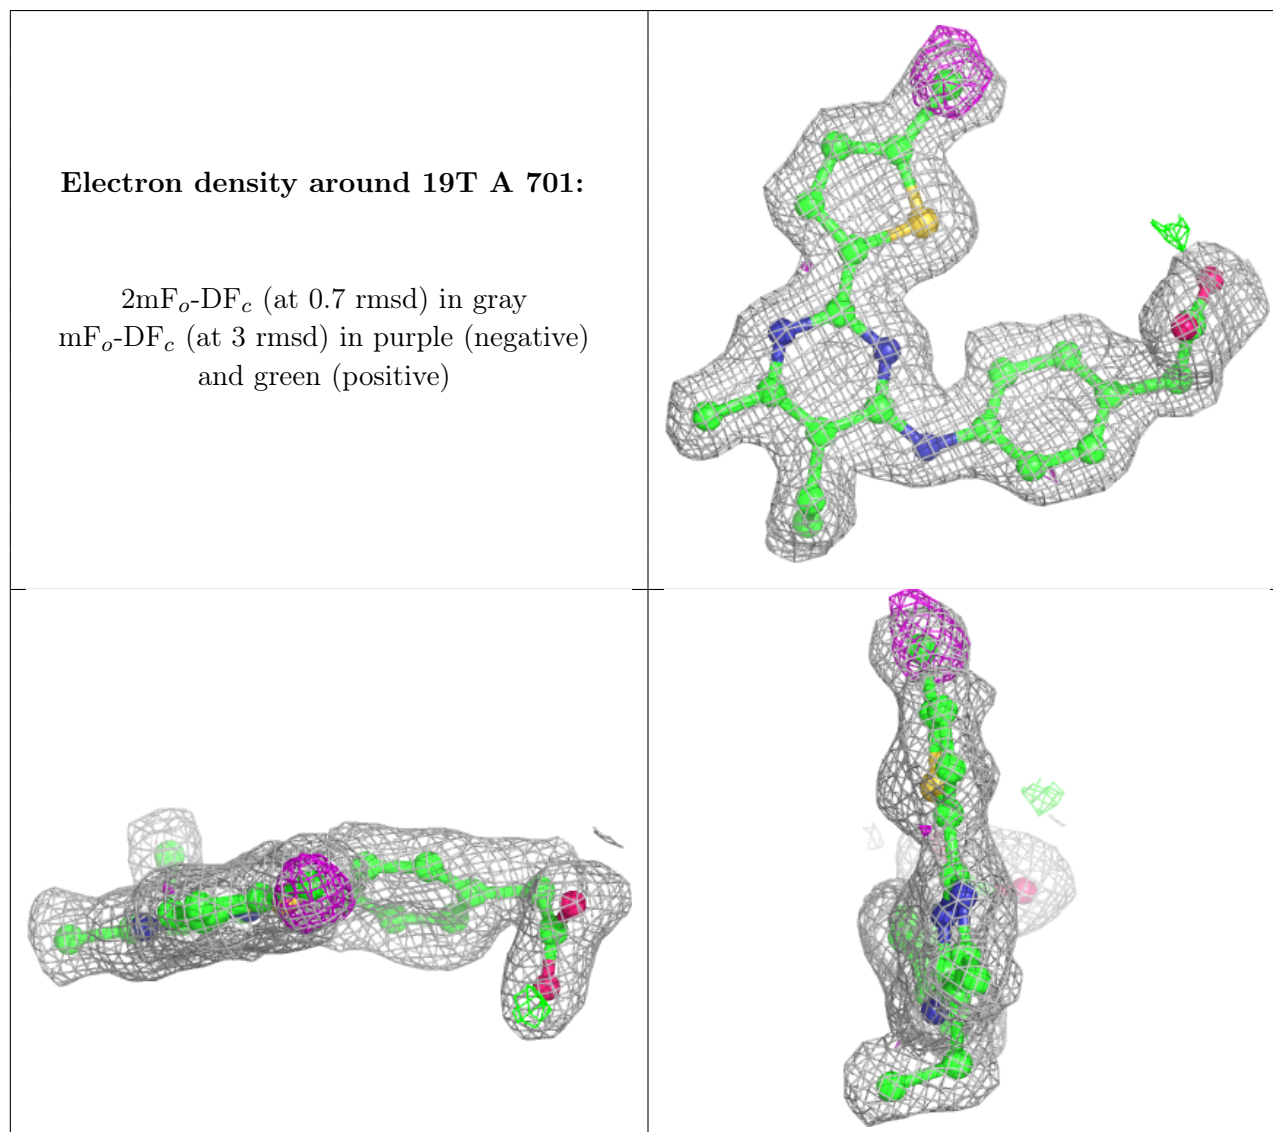 Electron density around 19T A 701:
2mFo-DFc (at 0.7 rmsd) in gray
mFo-DFc (at 3 rmsd) in purple (negative)
and green (positive)